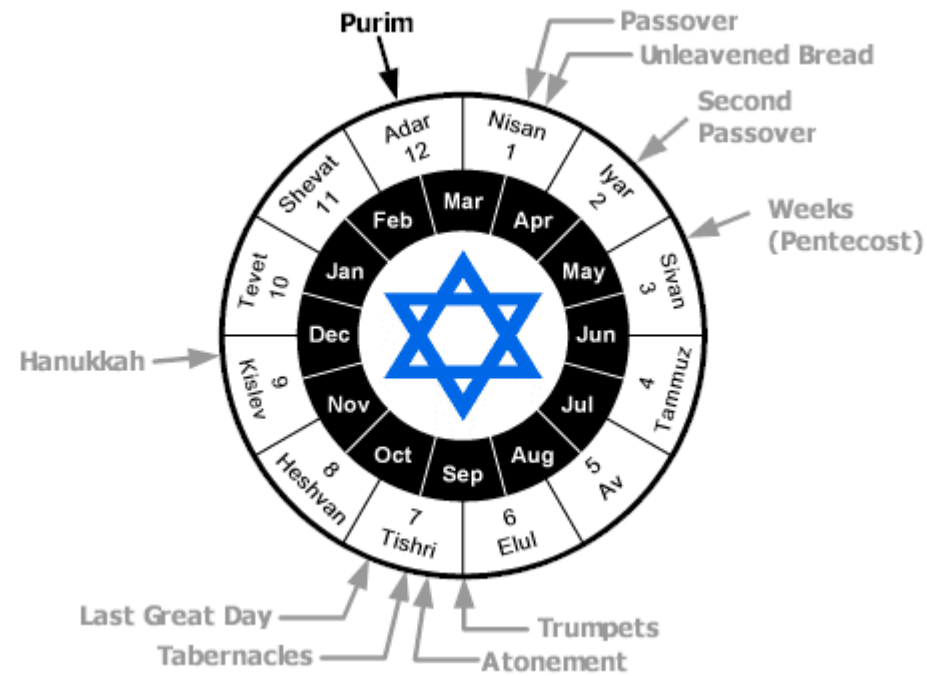 Purim
Passover
Unleavened Bread
Second
Passover
Weeks
(Pentecost)
Hanukkah
Last Great Day
Tabernacles
Trumpets
Atonement
Nisan
1
Iyar
2
Sivan
3
Tammuz
4
Av
5
Elul
6
Tishri
7
Heshvan
8
Kislev
9
Tevet
10
Shevat
11
Adar
12
Mar
Apr
May
Jun
Jul
Aug
Sep
Oct
Nov
Dec
Jan
Feb